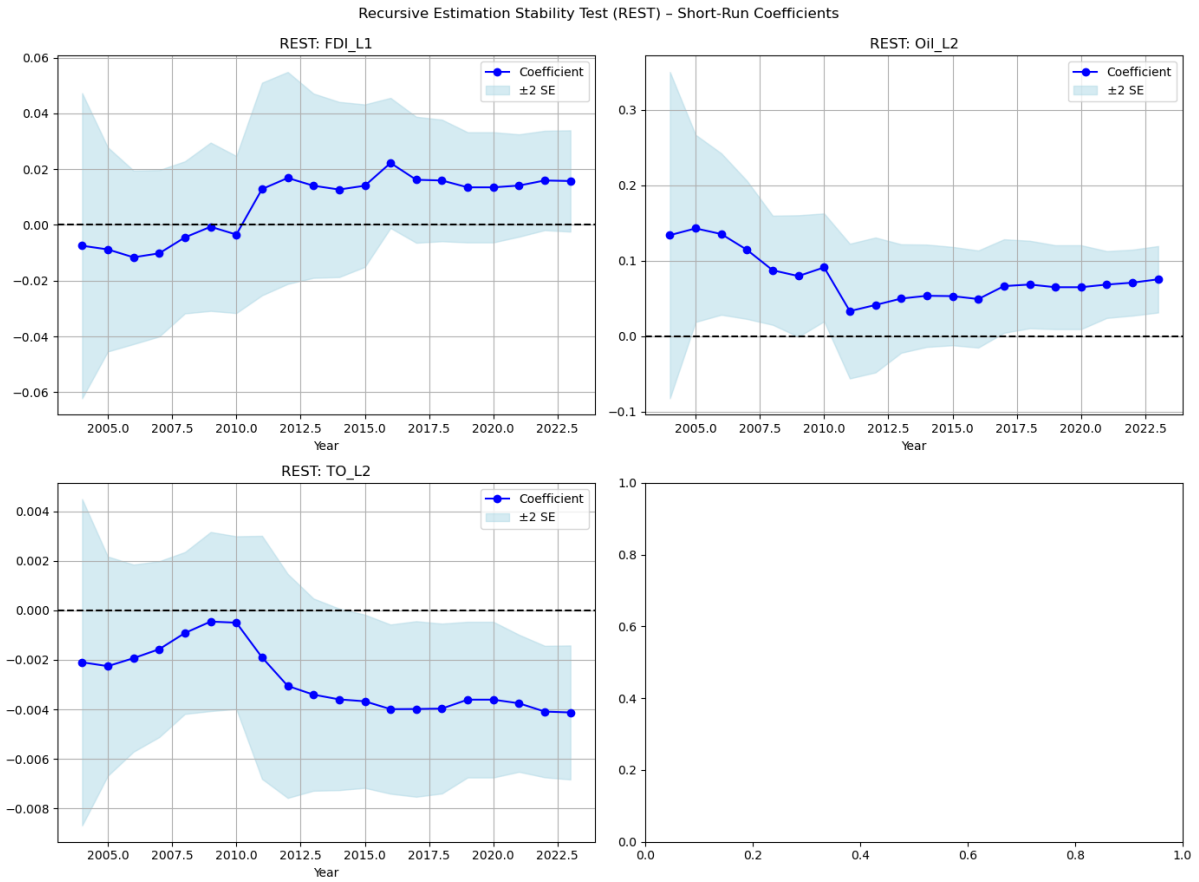 Recursive Estimation Stability Test (REST) – Short-Run Coefficients
REST: FDI_L1
Coefficient
±2 SE
0.06
0.04
0.02
0.00
−0.02
−0.04
−0.06
2005.0 2007.5 2010.0 2012.5 2015.0 2017.5 2020.0 2022.5
Year
REST: Oil_L2
Coefficient
±2 SE
0.3
0.2
0.1
0.0
−0.1
2005.0 2007.5 2010.0 2012.5 2015.0 2017.5 2020.0 2022.5
Year
REST: TO_L2
Coefficient
±2 SE
0.004
0.002
0.000
−0.002
−0.004
−0.006
−0.008
2005.0 2007.5 2010.0 2012.5 2015.0 2017.5 2020.0 2022.5
Year
1.0
0.8
0.6
0.4
0.2
0.0
0.0 0.2 0.4 0.6 0.8 1.0